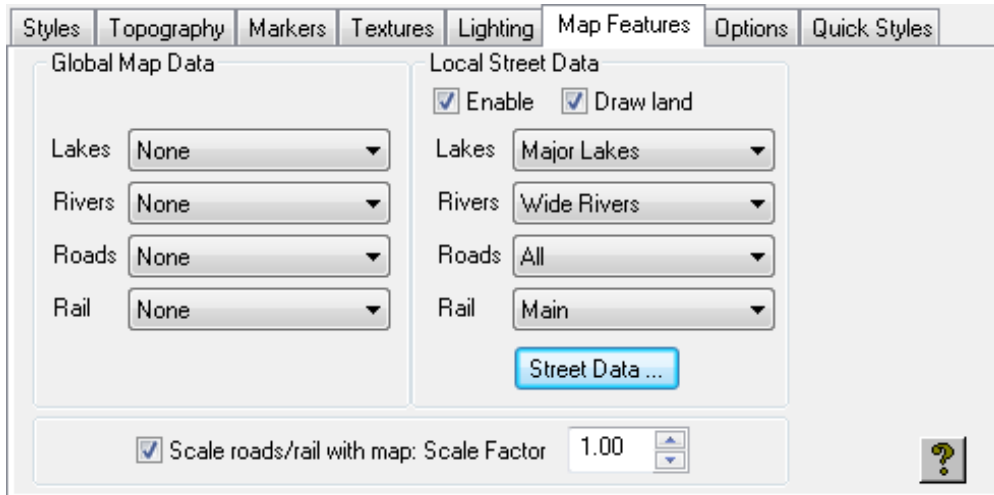 Styles Topography Markers Textures Lighting Map Features Options Quick Styles
Global Map Data
Lakes None
Rivers None
Roads None
Rail None
Local Street Data
Enable Draw land
Lakes Major Lakes
Rivers Wide Rivers
Roads All
Rail Main
Street Data ...
Scale roads/rail with map: Scale Factor 1.00
?